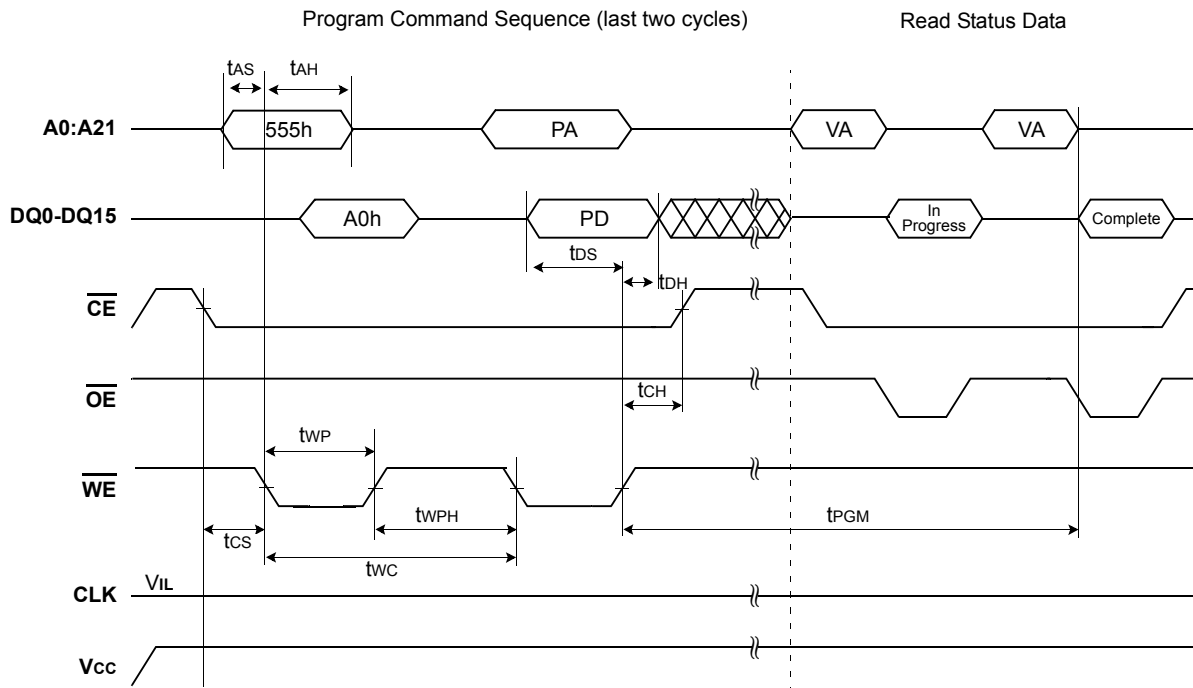 Program Command Sequence (last two cycles)
Read Status Data
tAS
tAH
A0:A21
555h
PA
VA
VA
DQ0-DQ15
A0h
PD
In
Progress
Complete
tDS
tDH
CE
tCH
OE
tWP
WE
tWPH
tPGM
tCS
tWC
CLK
VIL
Vcc